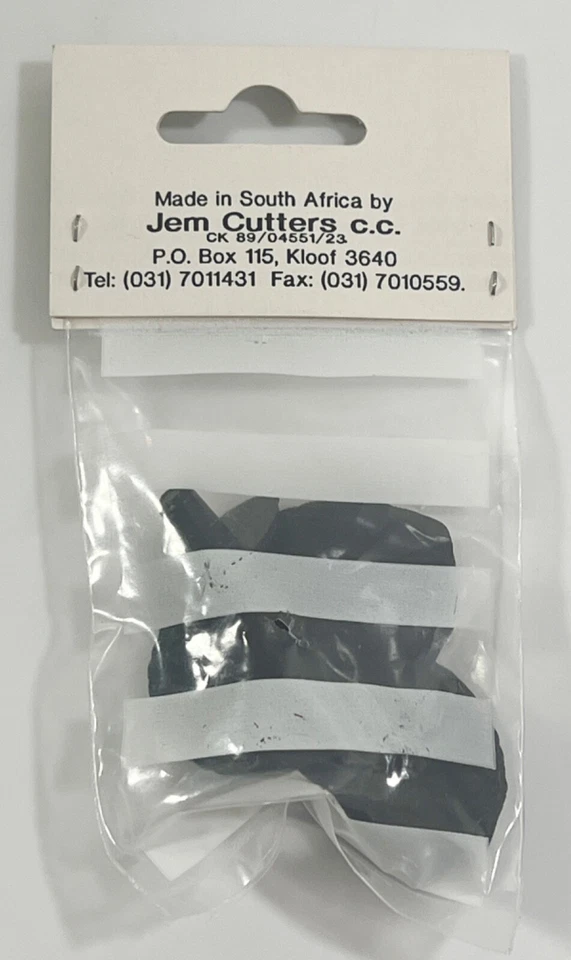 Made in South Africa by
Jem Cutters c.c.
CK 89/04551/23
P.O. Box 115, Kloof 3640
Tel: (031) 7011431 Fax: (031) 7010559.